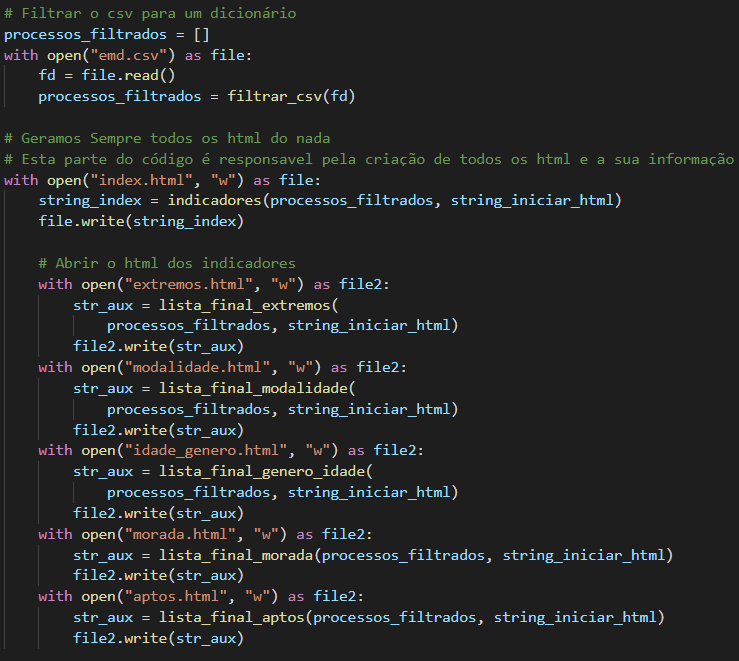 # Filtrar o csv para um dicionário
processos_filtrados = []
with open("emd.csv") as file:
    fd = file.read()
    processos_filtrados = filtrar_csv(fd)

# Geramos Sempre todos os html do nada
# Esta parte do código é responsavel pela criação de todos os html e a sua informação
with open("index.html", "w") as file:
    string_index = indicadores(processos_filtrados, string_iniciar_html)
    file.write(string_index)

    # Abrir o html dos indicadores
    with open("extremos.html", "w") as file2:
        str_aux = lista_final_extremos(
            processos_filtrados, string_iniciar_html)
        file2.write(str_aux)
    with open("modalidade.html", "w") as file2:
        str_aux = lista_final_modalidade(
            processos_filtrados, string_iniciar_html)
        file2.write(str_aux)
    with open("idade_genero.html", "w") as file2:
        str_aux = lista_final_genero_idade(
            processos_filtrados, string_iniciar_html)
        file2.write(str_aux)
    with open("morada.html", "w") as file2:
        str_aux = lista_final_morada(processos_filtrados, string_iniciar_html)
        file2.write(str_aux)
    with open("aptos.html", "w") as file2:
        str_aux = lista_final_aptos(processos_filtrados, string_iniciar_html)
        file2.write(str_aux)